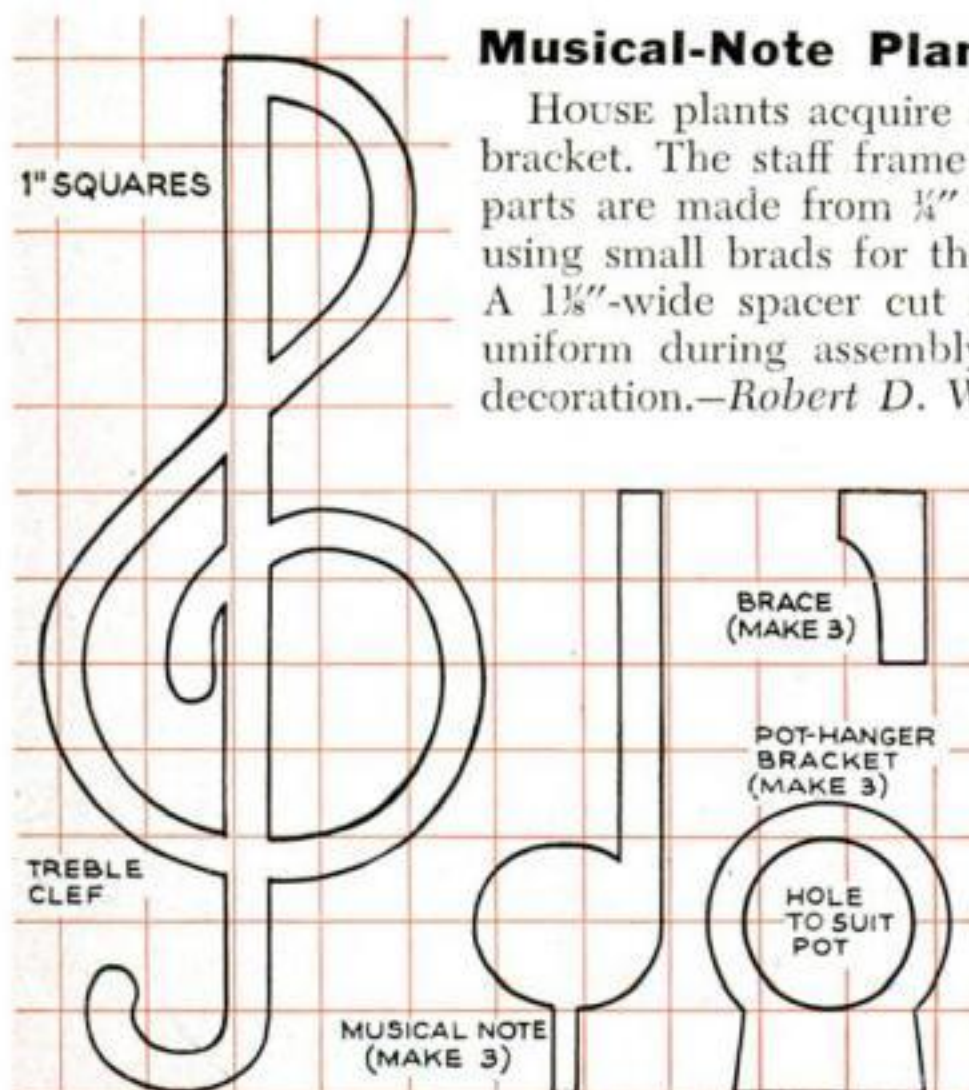 Musical-Note Plan
HOUSE plants acquire
bracket. The staff frame
parts are made from ¼"
using small brads for th
A 1⅛"-wide spacer cut
uniform during assembly
decoration.—Robert D. W
1" SQUARES
BRACE
(MAKE 3)
POT-HANGER
BRACKET
(MAKE 3)
TREBLE
CLEF
HOLE
TO SUIT
POT
MUSICAL NOTE
(MAKE 3)